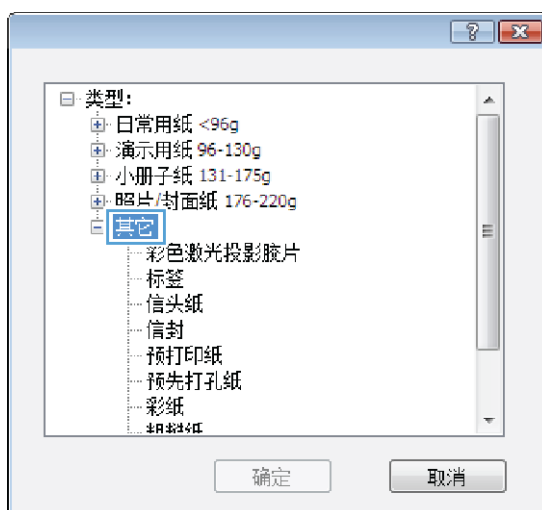 类型:
日常用纸 <96g
演示用纸 96-130g
小册子纸 131-175g
照片/封面纸 176-220g
其它
彩色激光投影胶片
标签
信头纸
信封
预打印纸
预先打孔纸
彩纸
粗糙纸
确定 取消